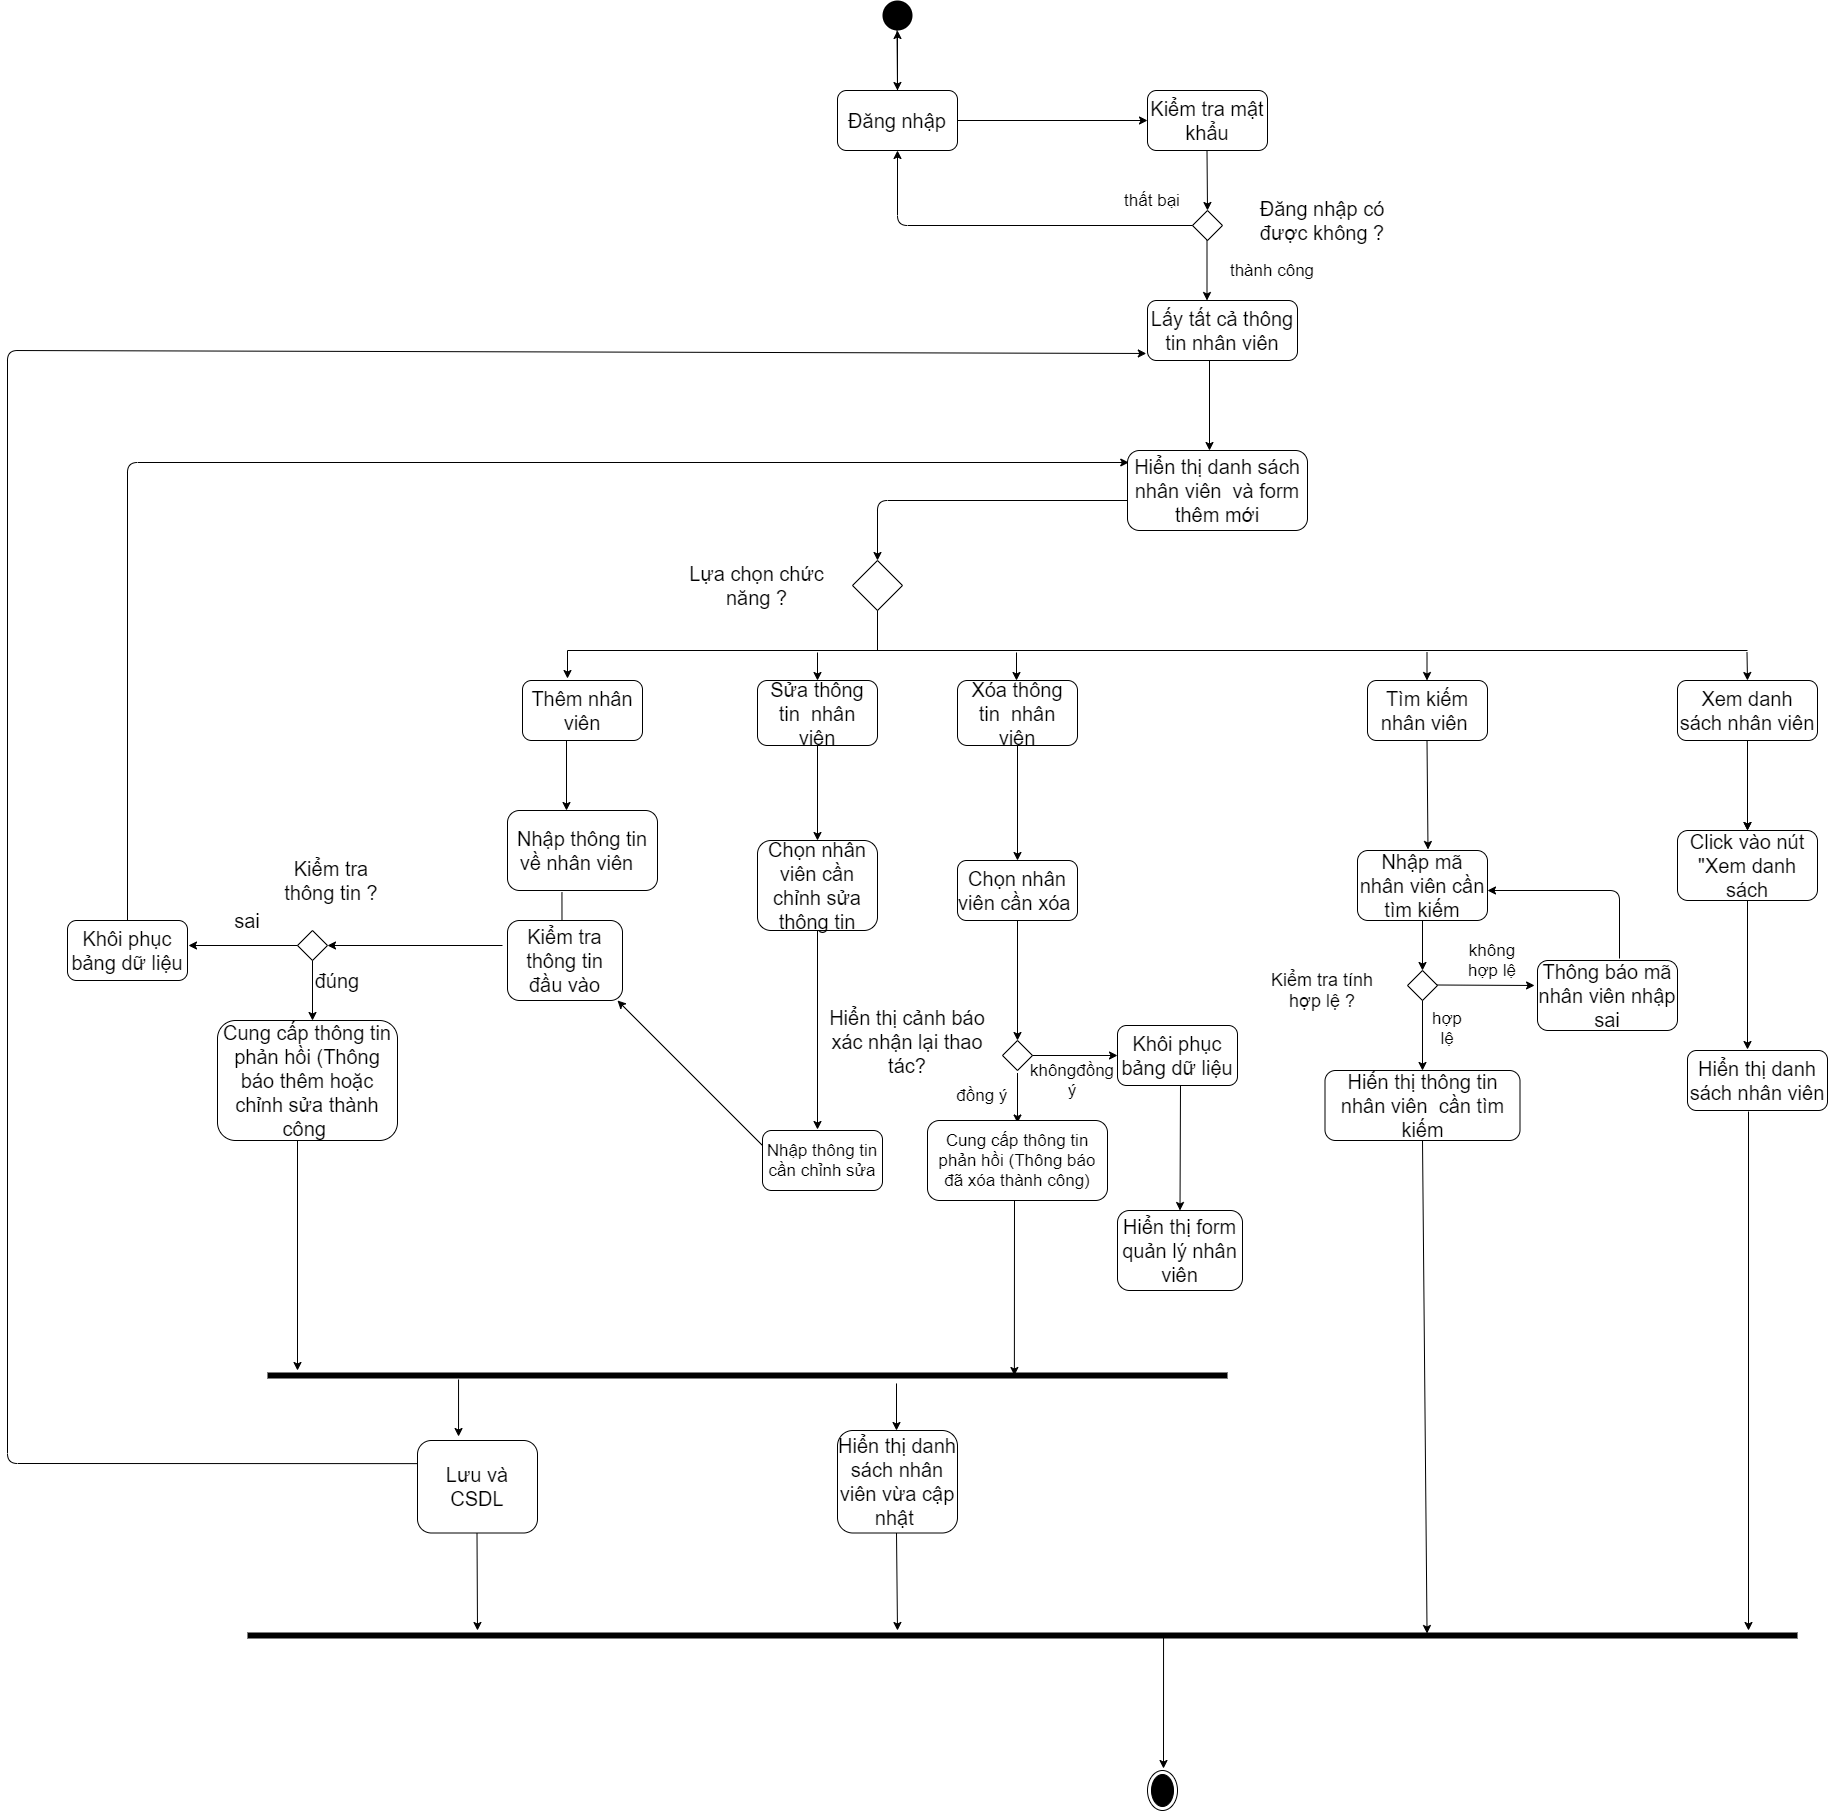 Đăng nhập
Kiểm tra mật
khẩu
thất bại
Đăng nhập có
được không ?
thành công
Lấy tất cả thông
tin nhân viên
Hiển thị danh sách
nhân viên và form
thêm mới
Lựa chọn chức
năng ?
Thêm nhân
viên
Sửa thông
tin nhân
viên
Xóa thông
tin nhân
viên
Tìm kiếm
nhân viên
Xem danh
sách nhân viên
Nhập thông tin
về nhân viên
Chọn nhân
viên cần
chỉnh sửa
thông tin
Chọn nhân
viên cần xóa
Nhập mã
nhân viên cần
tìm kiếm
Click vào nút
"Xem danh
sách
Kiểm tra
thông tin ?
sai
Khôi phục
bảng dữ liệu
đúng
Kiểm tra
thông tin
đầu vào
không
hợp lệ
Kiểm tra tính
hợp lệ ?
Thông báo mã
nhân viên nhập
sai
hợp
lệ
Cung cấp thông tin
phản hồi (Thông
báo thêm hoặc
chỉnh sửa thành
công
Hiển thị cảnh báo
xác nhận lại thao
tác?
khôngđồng
ý
đồng ý
Khôi phục
bảng dữ liệu
Hiển thị thông tin
nhân viên cần tìm
kiếm
Hiển thị danh
sách nhân viên
Nhập thông tin
cần chỉnh sửa
Cung cấp thông tin
phản hồi (Thông báo
đã xóa thành công)
Hiển thị form
quản lý nhân
viên
Lưu và
CSDL
Hiển thị danh
sách nhân
viên vừa cập
nhật